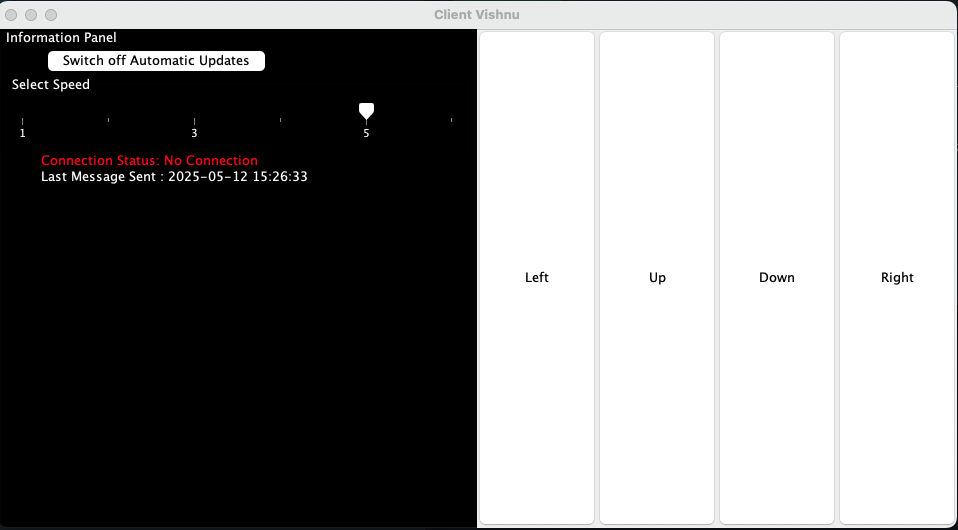 Client Vishnu
Information Panel
Switch off Automatic Updates
Select Speed
1 3 5
Connection Status: No Connection
Last Message Sent : 2025-05-12 15:26:33
Left Up Down Right